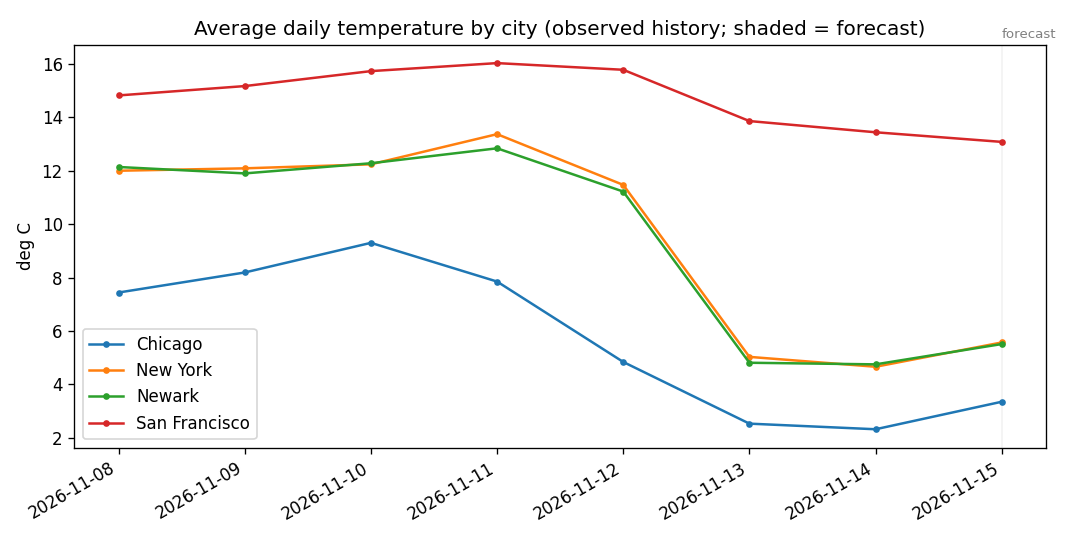 Average daily temperature by city (observed history; shaded = forecast)
forecast
deg C
16
14
12
10
8
6
4
2
Chicago
New York
Newark
San Francisco
2026-11-08
2026-11-09
2026-11-10
2026-11-11
2026-11-12
2026-11-13
2026-11-14
2026-11-15